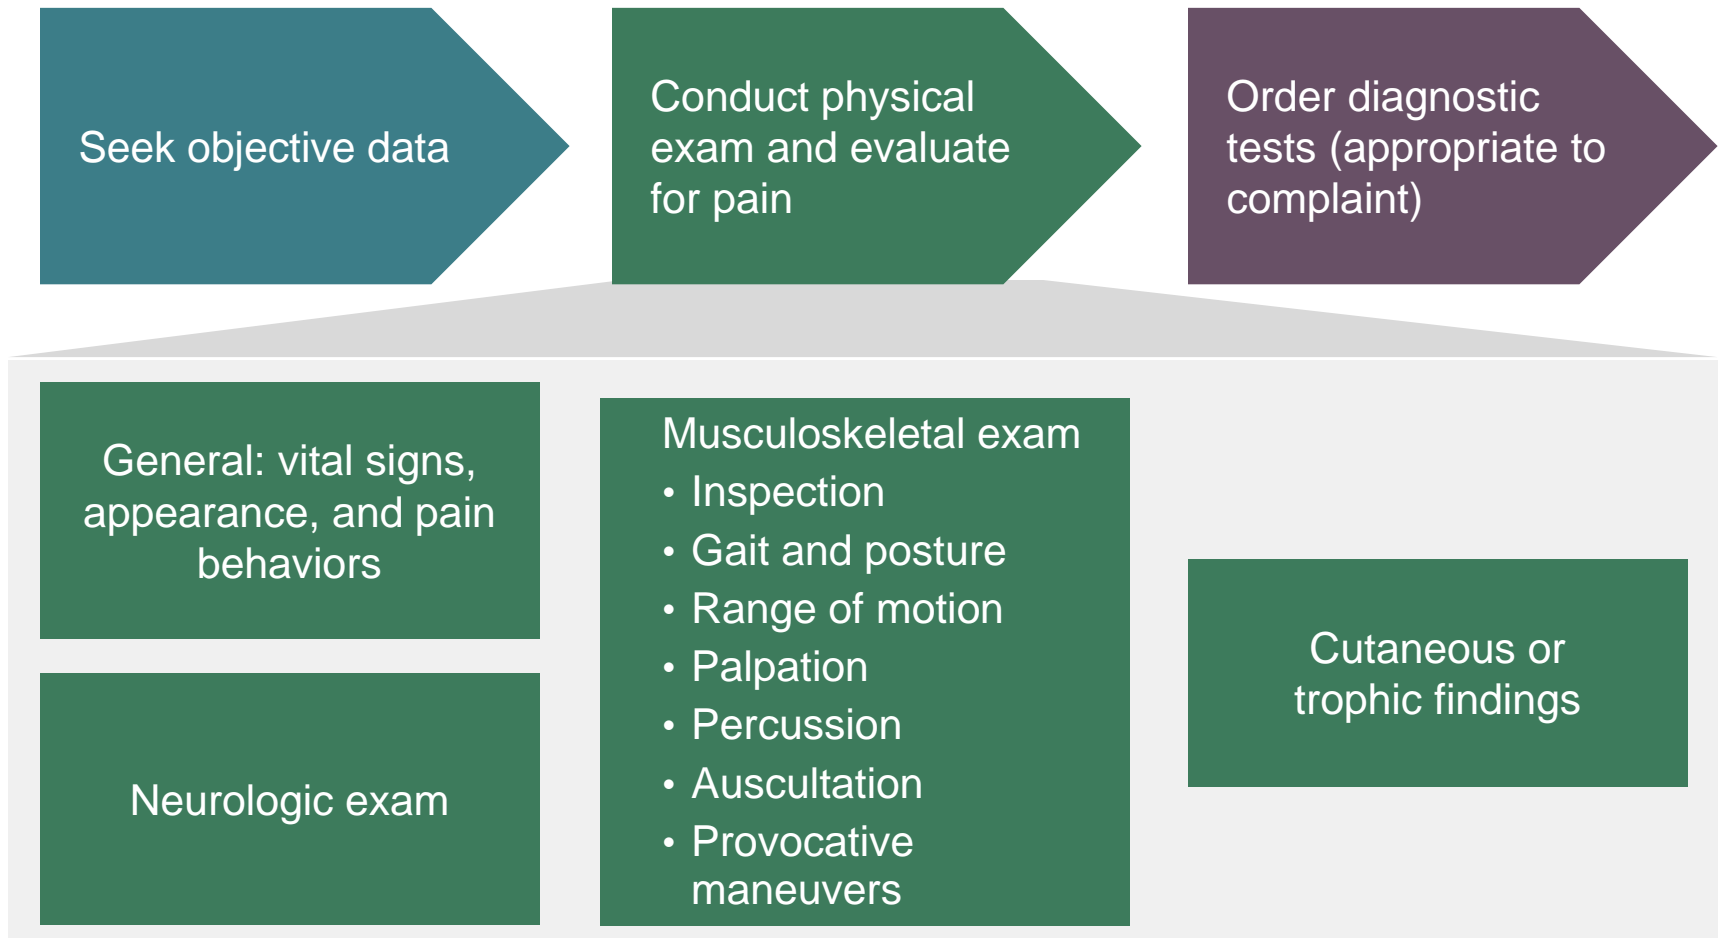 Seek objective data
Conduct physical
exam and evaluate
for pain
Order diagnostic
tests (appropriate to
complaint)
General: vital signs,
appearance, and pain
behaviors
Neurologic exam
Musculoskeletal exam
• Inspection
• Gait and posture
• Range of motion
• Palpation
• Percussion
• Auscultation
• Provocative
maneuvers
Cutaneous or
trophic findings